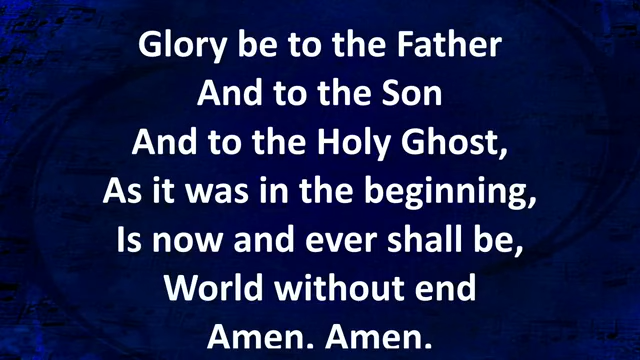 Glory be to the Father
And to the Son
And to the Holy Ghost,
As it was in the beginning,
Is now and ever shall be,
World without end
Amen. Amen.